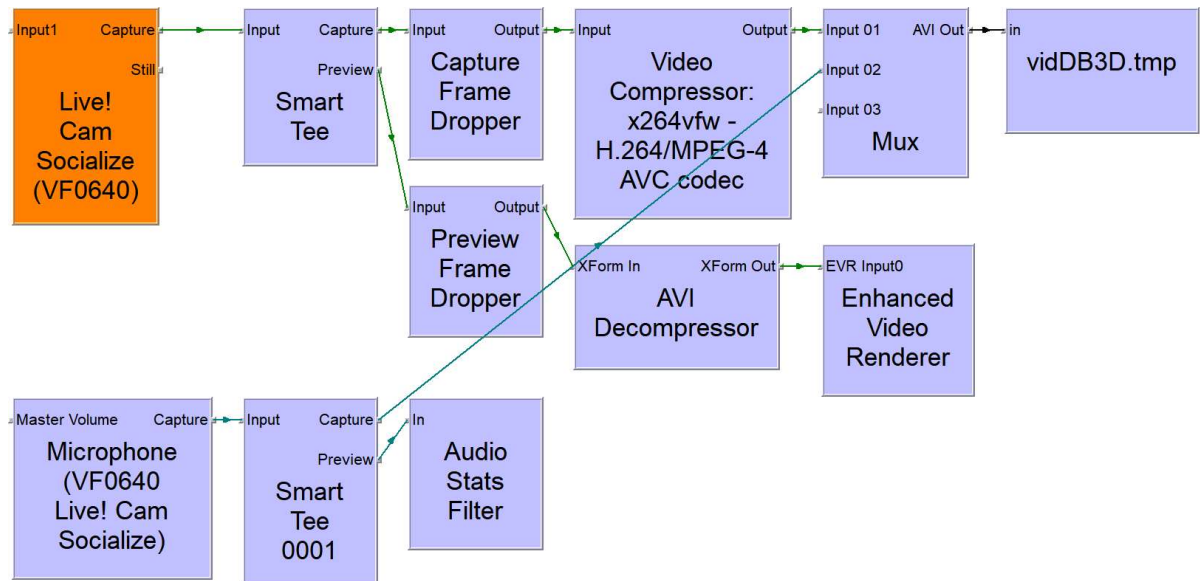 Input1 Capture
Still
Live!
Cam
Socialize
(VF0640)
Input Capture
Preview
Smart
Tee
Input Output
Capture
Frame
Dropper
Input Output
Video
Compressor:
x264vfw -
H.264/MPEG-4
AVC codec
Input 01 AVI Out
Input 02
Input 03
Mux
in
vidDB3D.tmp
Input Output
Preview
Frame
Dropper
XForm In XForm Out
AVI
Decompressor
EVR Input0
Enhanced
Video
Renderer
Master Volume Capture
Microphone
(VF0640
Live! Cam
Socialize)
Input Capture
Preview
Smart
Tee
0001
In
Audio
Stats
Filter